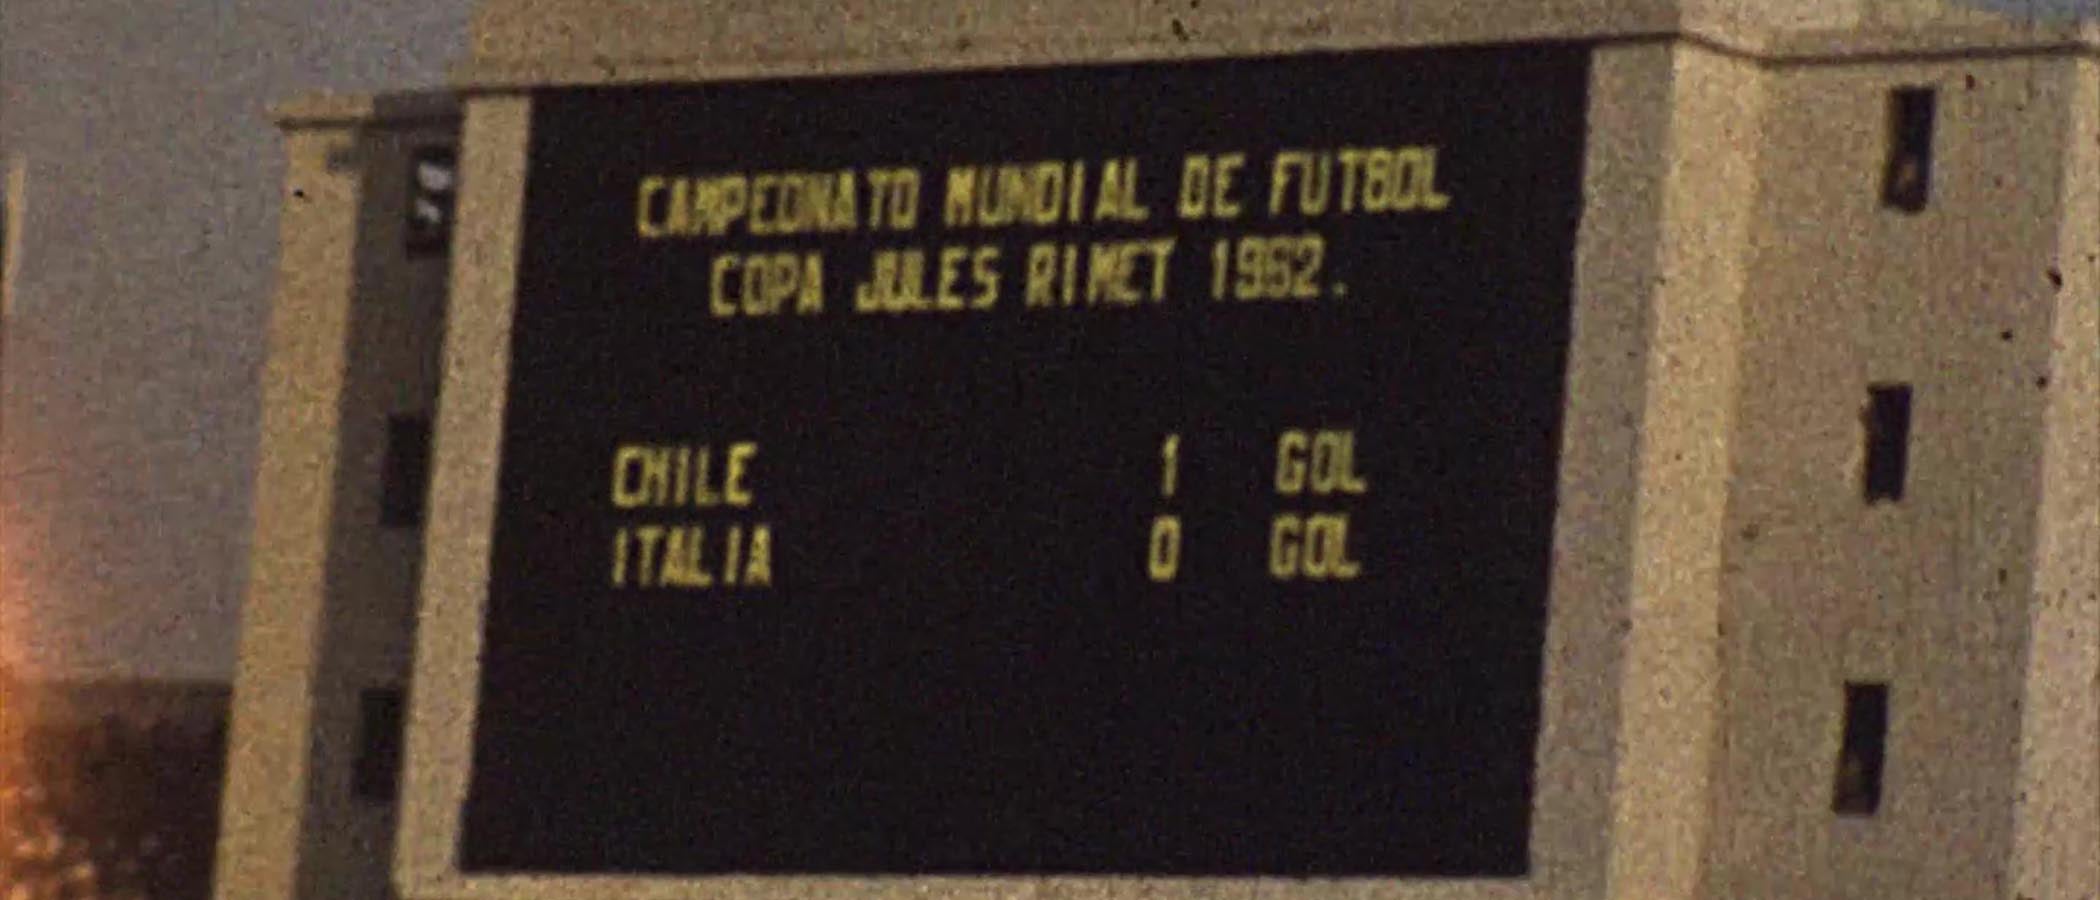 CAMPEONATO MUNDIAL DE FUTBOL
COPA JULES RIMET 1962.
CHILE 1 GOL
ITALIA 0 GOL